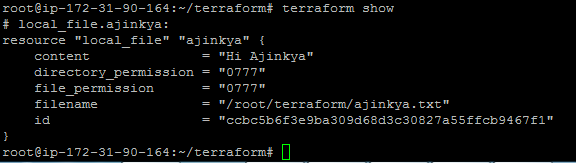 root@ip-172-31-90-164:~/terraform# terraform show
# local_file.ajinkya:
resource "local_file" "ajinkya" {
    content              = "Hi Ajinkya"
    directory_permission = "0777"
    file_permission      = "0777"
    filename             = "/root/terraform/ajinkya.txt"
    id                   = "ccbc5b6f3e9ba309d68d3c30827a55ffcb9467f1"
}
root@ip-172-31-90-164:~/terraform#